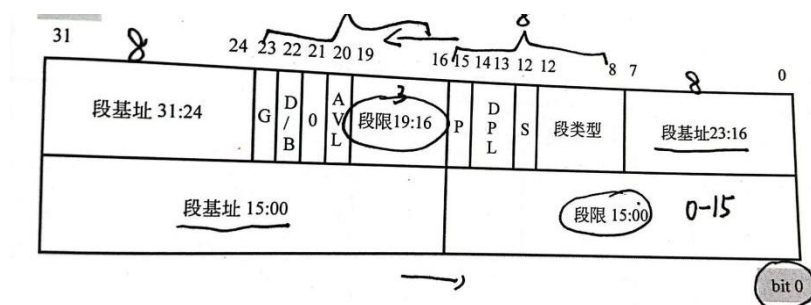 8 8
31 24 23 22 21 20 19 16 15 14 13 12 12 8 7 8 0
段基址 31:24 G D/B 0 AVL 段限19:16 3 P DPL S 段类型 段基址23:16
段基址 15:00 段限 15:00 0-15
bit 0